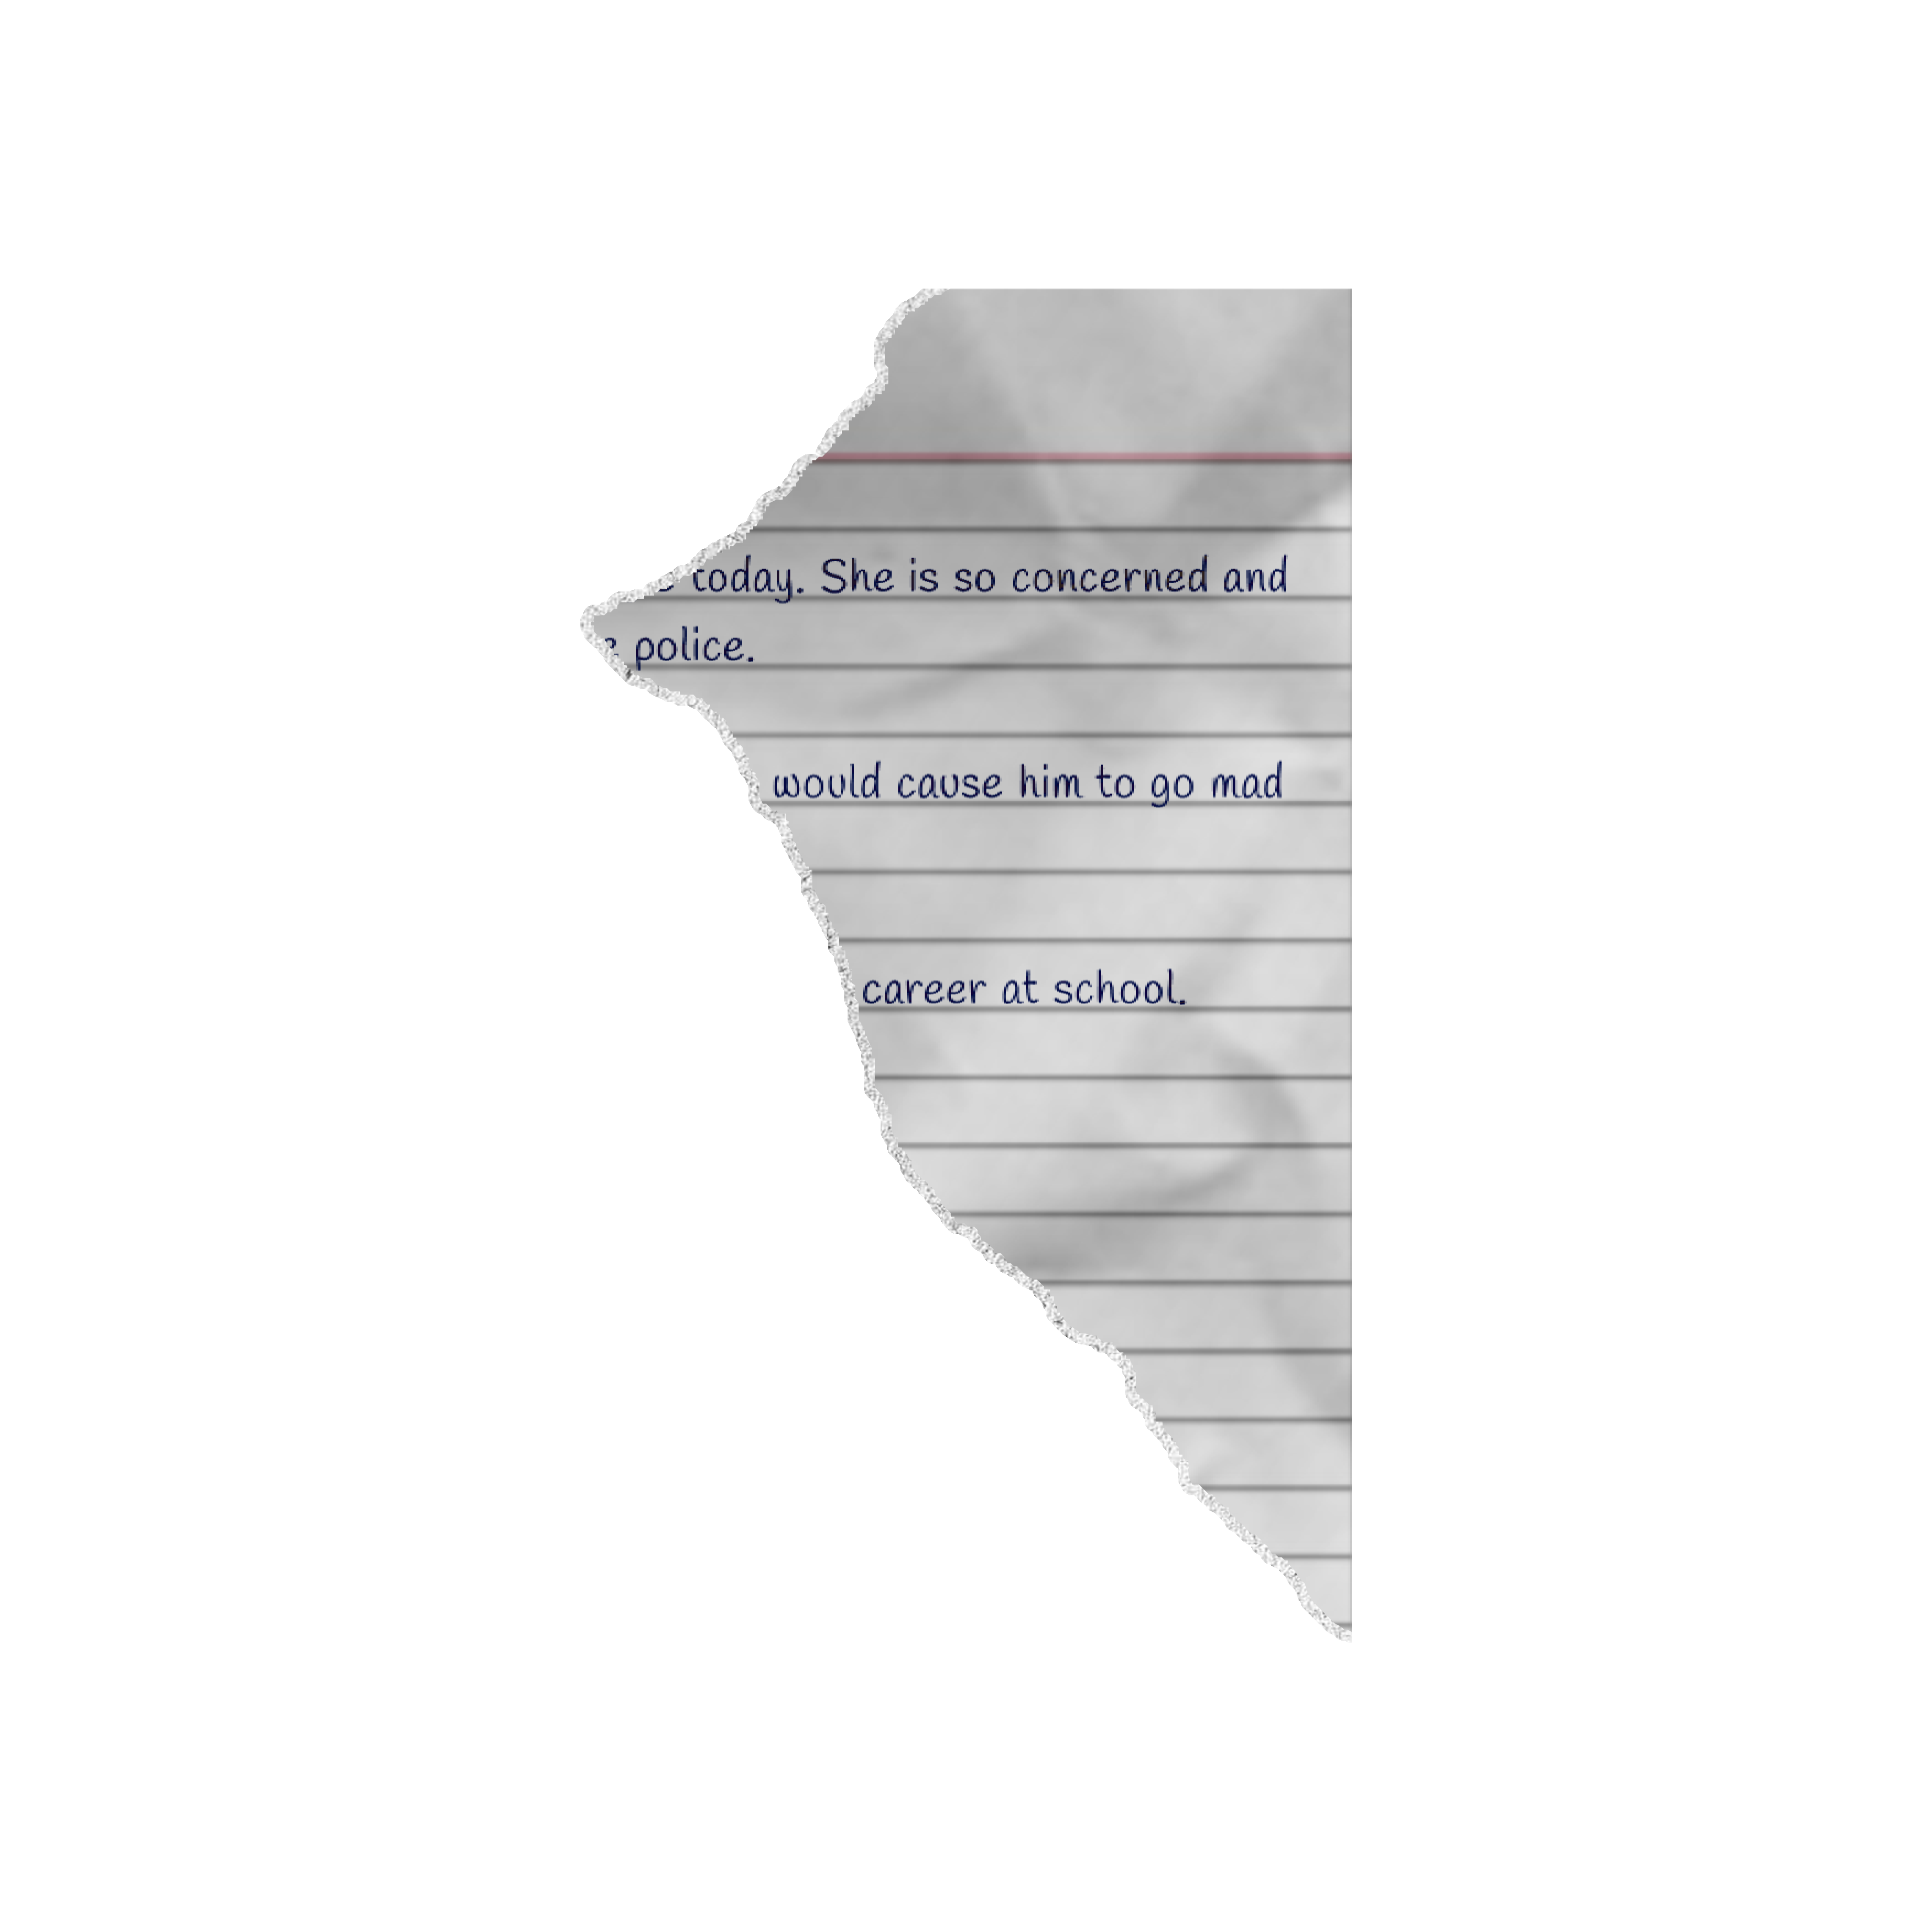 today. She is so concerned and
police.
would cause him to go mad
career at school.